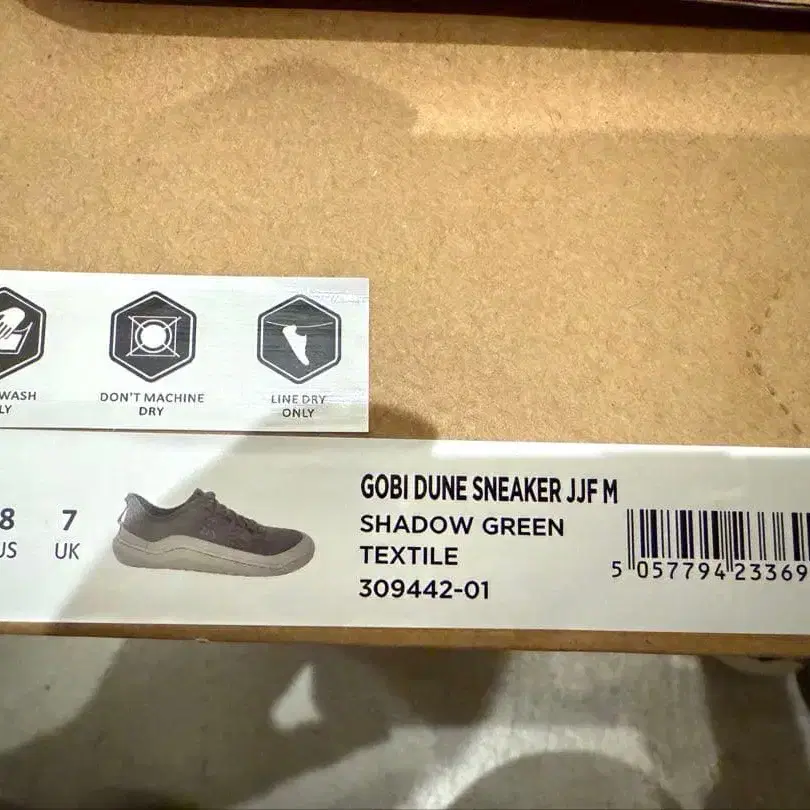 WASH
LY
DON'T MACHINE
DRY
LINE DRY
ONLY
8
US
7
UK
GOBI DUNE SNEAKER JJF M
SHADOW GREEN
TEXTILE
309442-01
5 057794 23369